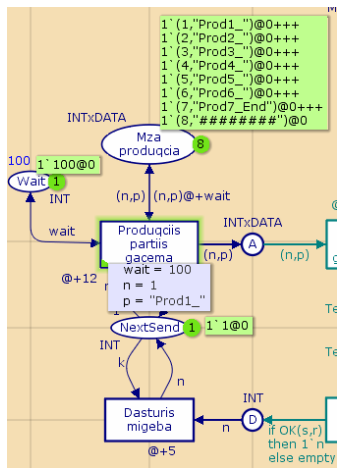 M
1`(1,"Prod1_")@0+++
1`(2,"Prod2_")@0+++
1`(3,"Prod3_")@0+++
1`(4,"Prod4_")@0+++
1`(5,"Prod5_")@0+++
1`(6,"Prod6_")@0+++
1`(7,"Prod7_End")@0+++
1`(8,"########")@0
INTxDATA
Mza
produqcia
8
100
1`100@0
Wait
1
INT
(n,p)
(n,p)@+wait
wait
Produqciis
partiis
gacema
INTxDATA
A
(n,p)
(n,p)
@+12
wait = 100
n = 1
p = "Prod1_"
NextSend
1
1`1@0
INT
k
n
Te
Te
Dasturis
migeba
@+5
INT
D
n
if OK(s,r)
then 1`n
else empty